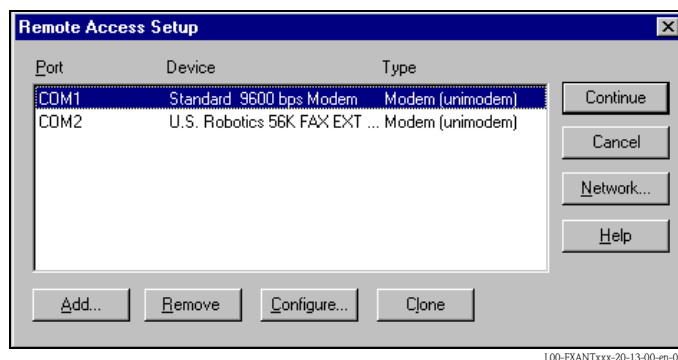 Remote Access Setup
Port Device Type
COM1 Standard 9600 bps Modem Modem (unimodem)
COM2 U.S. Robotics 56K FAX EXT ... Modem (unimodem)
Continue
Cancel
Network...
Help
Add... Remove Configure... Clone
L00-FXANTxxx-20-13-00-en-0